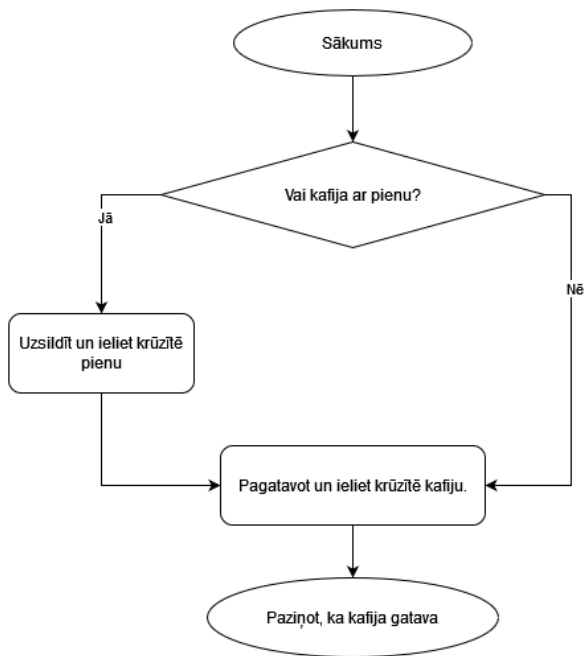 Sākums
Vai kafija ar pienu?
Jā
Nē
Uzsildīt un ieliet krūzītē
pienu
Pagatavot un ieliet krūzītē kafiju.
Paziņot, ka kafija gatava